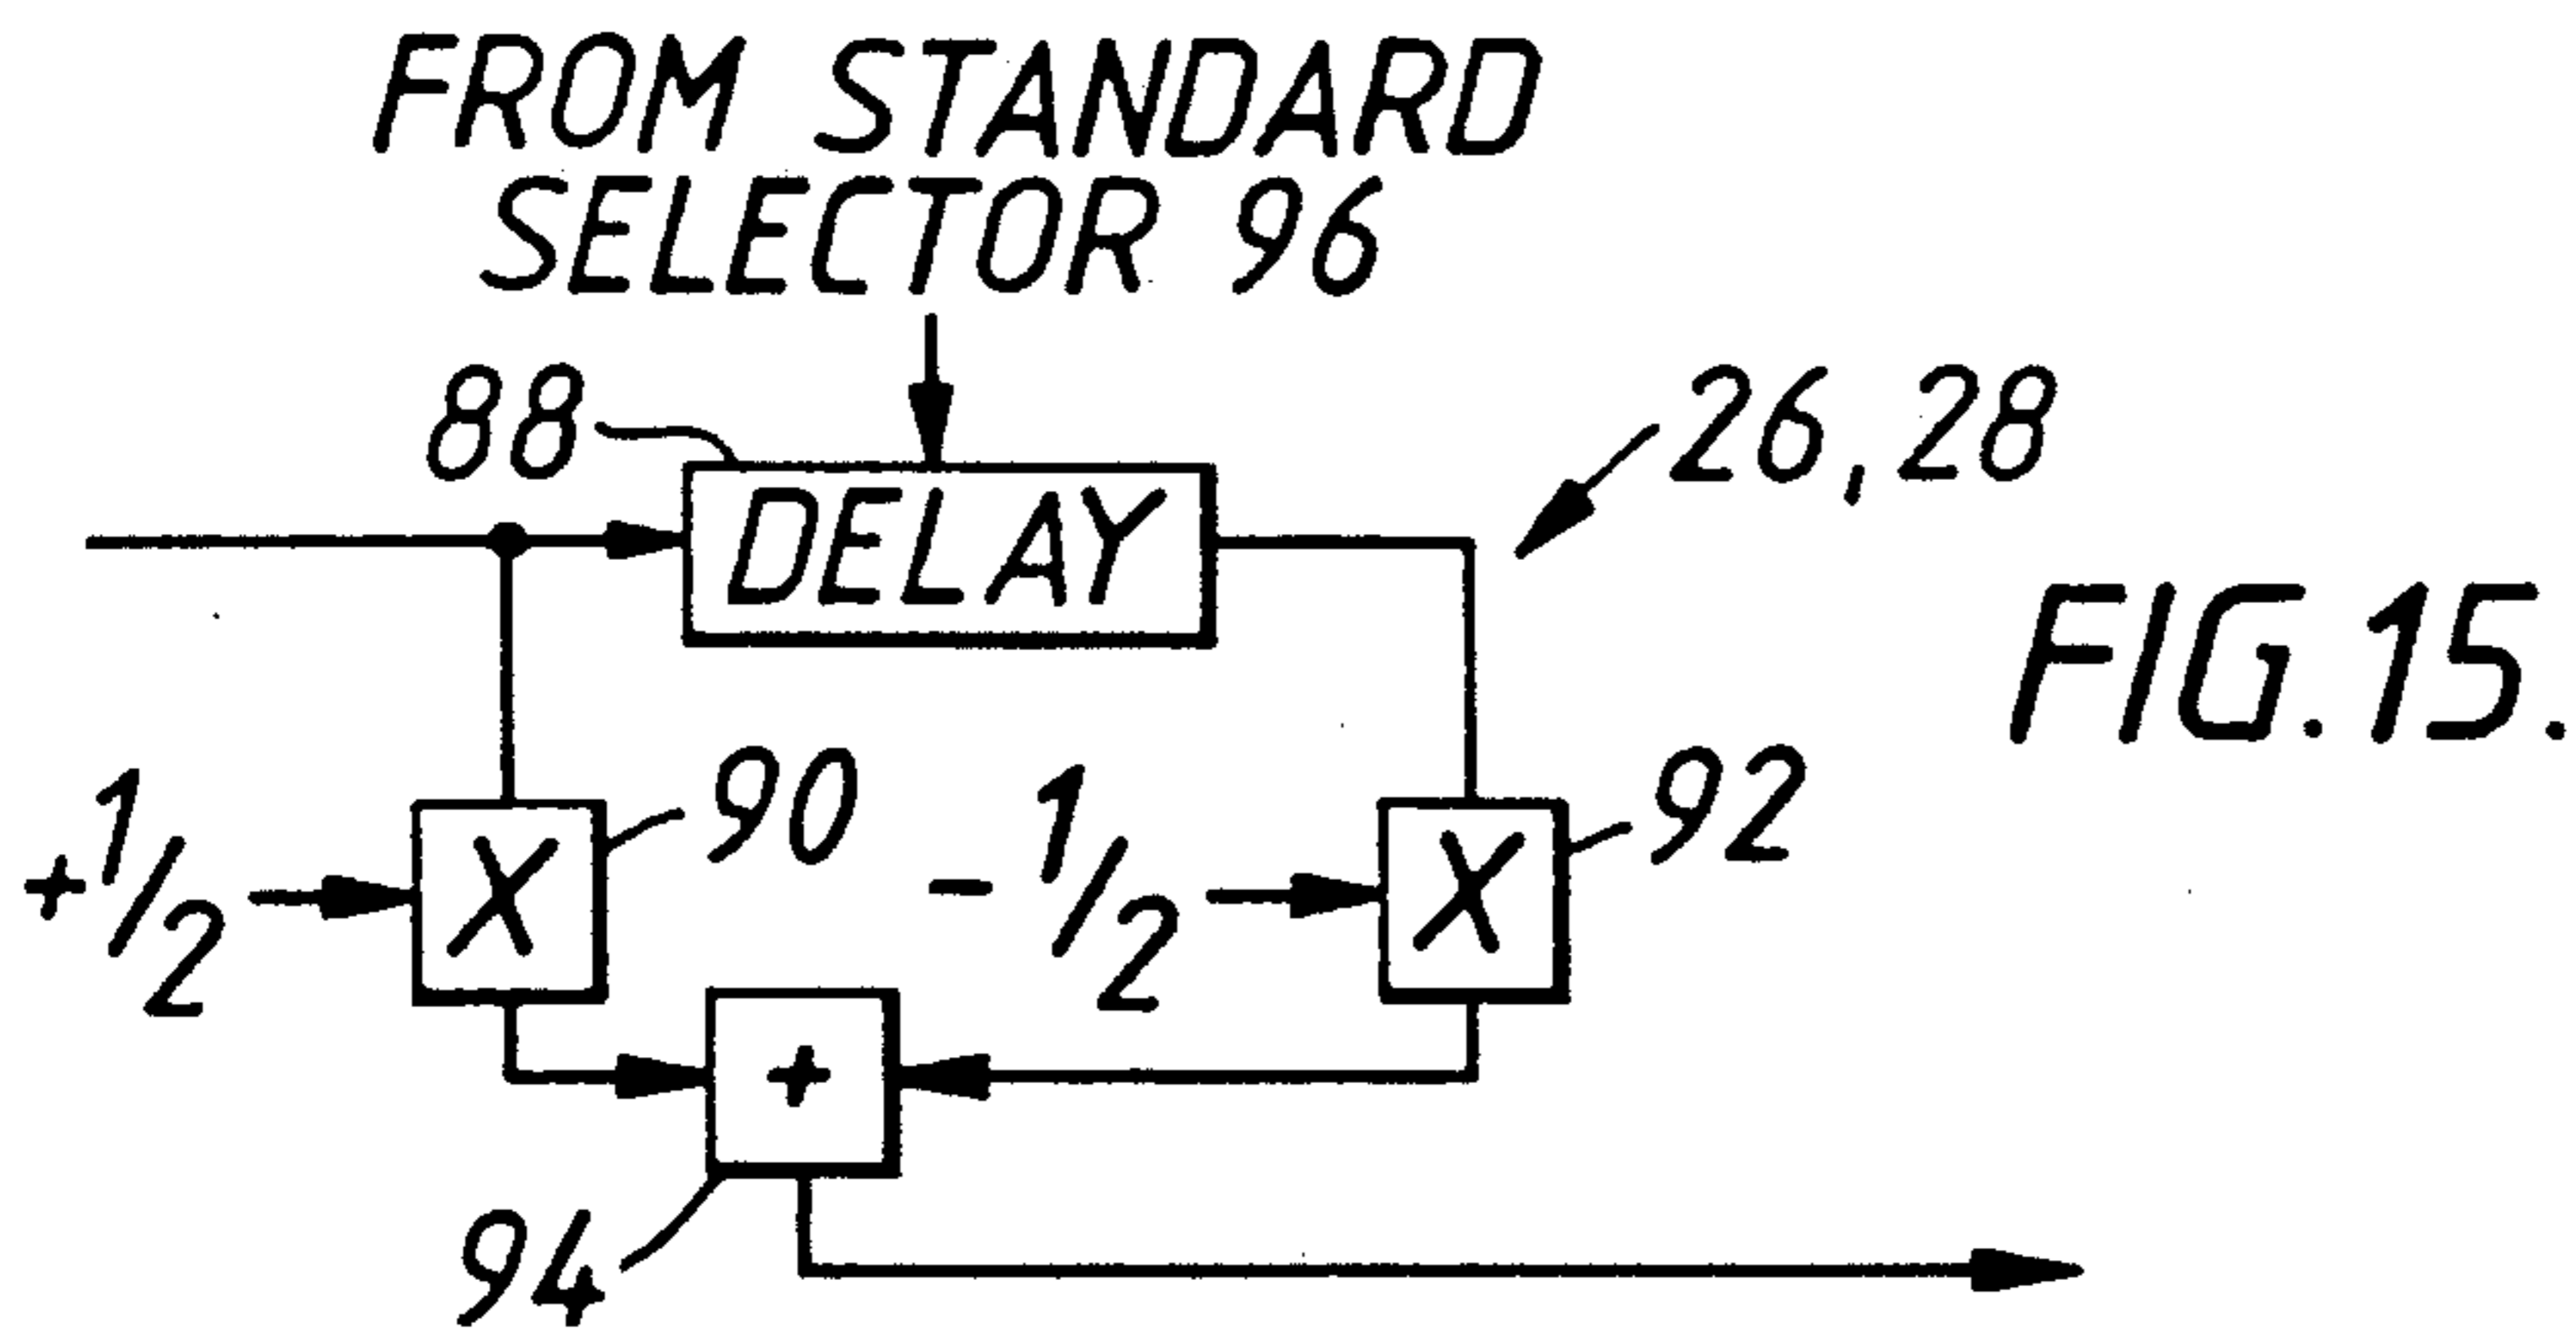 FROM STANDARD
SELECTOR 96
88
26,28
DELAY
FIG.15.
+1/2
X
90
-1/2
X
92
+
94